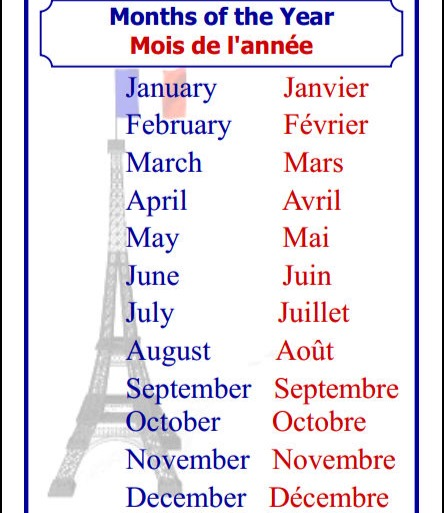 Months of the Year
Mois de l'année
January Janvier
February Février
March Mars
April Avril
May Mai
June Juin
July Juillet
August Août
September Septembre
October Octobre
November Novembre
December Décembre